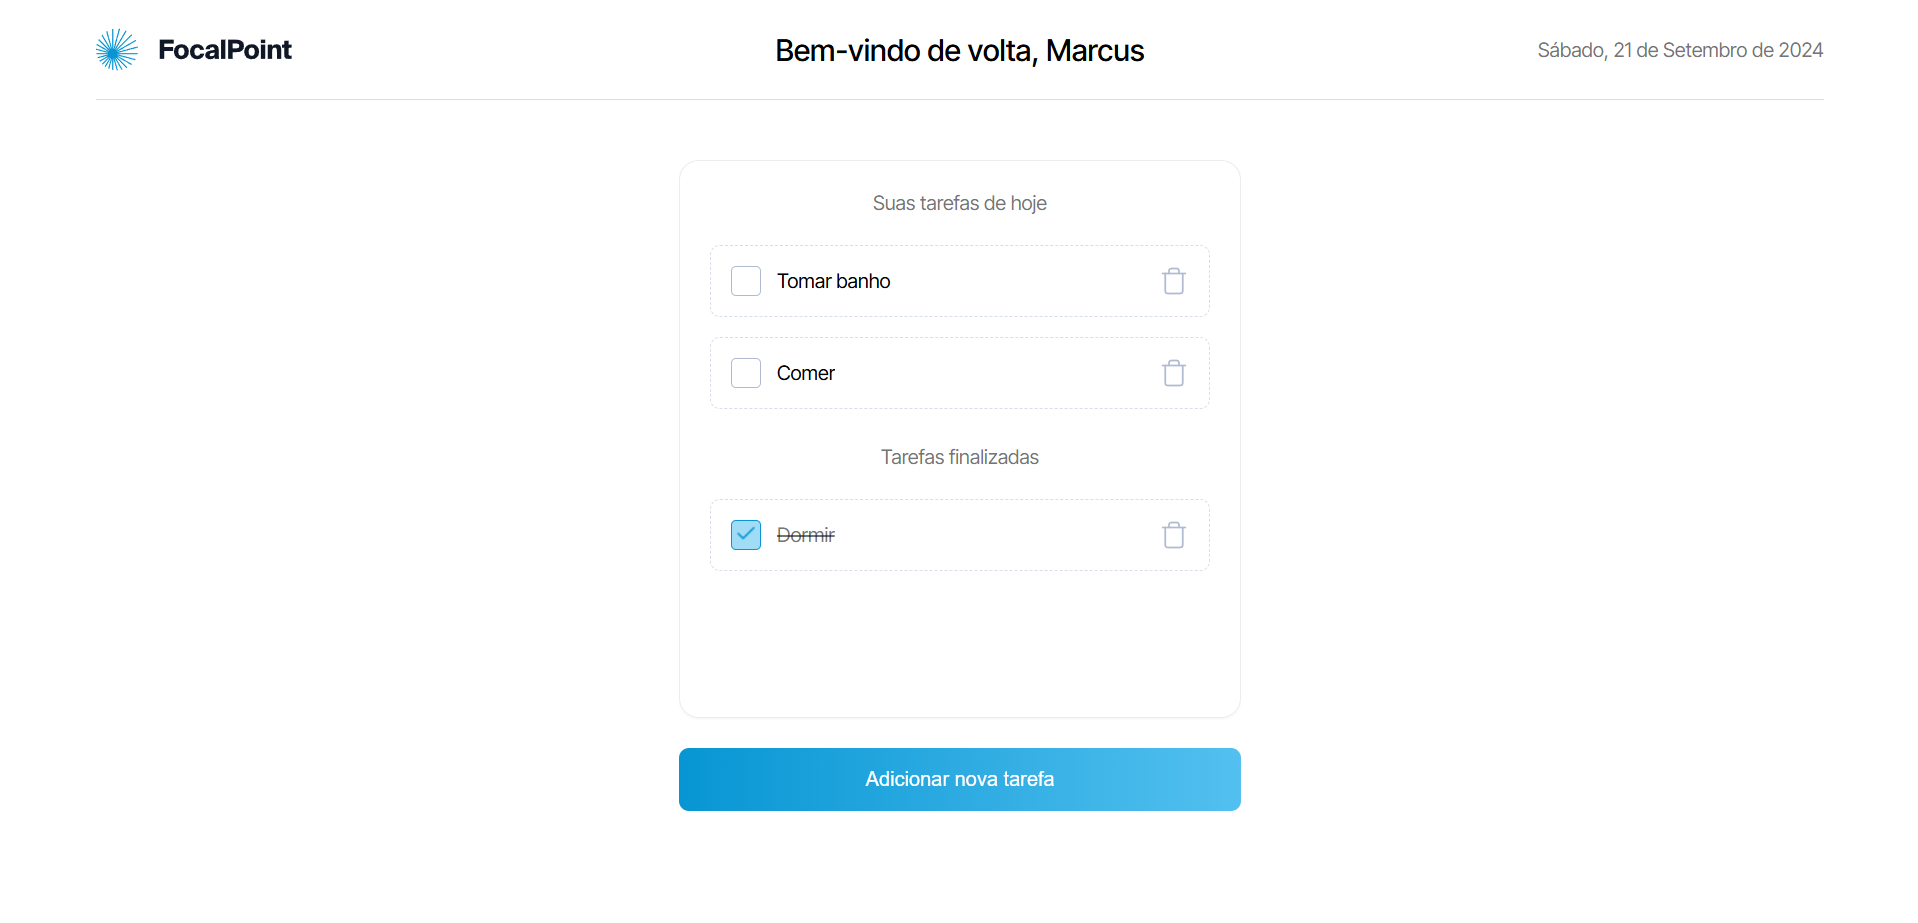 FocalPoint
Bem-vindo de volta, Marcus
Sábado, 21 de Setembro de 2024
Suas tarefas de hoje
Tomar banho
Comer
Tarefas finalizadas
Dormir
Adicionar nova tarefa